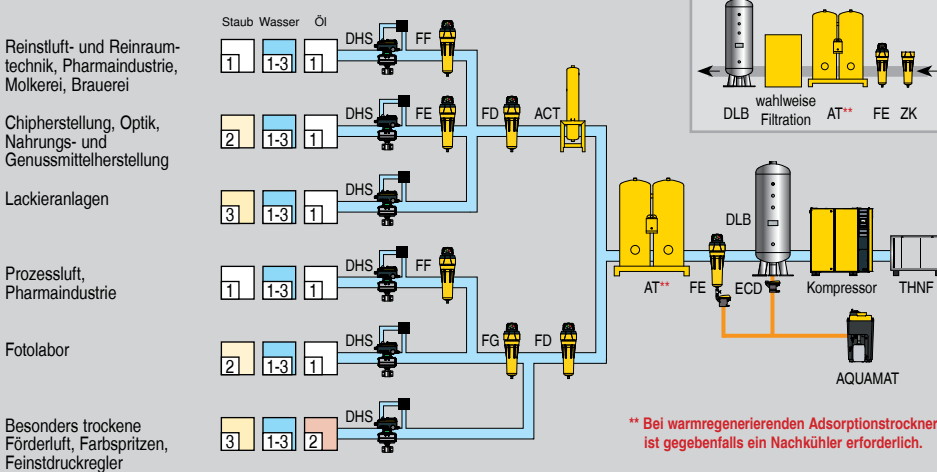 Staub Wasser Öl
Reinstluft- und Reinraum-
technik, Pharmaindustrie,
Molkerei, Brauerei
1 1-3 1
DHS FF
Chipherstellung, Optik,
Nahrungs- und
Genussmittelherstellung
2 1-3 1
DHS FE FD ACT
Lackieranlagen
3 1-3 1
DHS
Prozessluft,
Pharmaindustrie
1 1-3 1
DHS FF
Fotolabor
2 1-3 1
DHS FG FD
Besonders trockene
Förderluft, Farbspritzen,
Feinstdruckregler
3 1-3 2
DHS
DLB wahlweise
Filtration AT** FE ZK
DLB
AT** FE ECD Kompressor THNF
AQUAMAT
** Bei warmregenerierenden Adsorptionstrockner
ist gegebenfalls ein Nachkühler erforderlich.